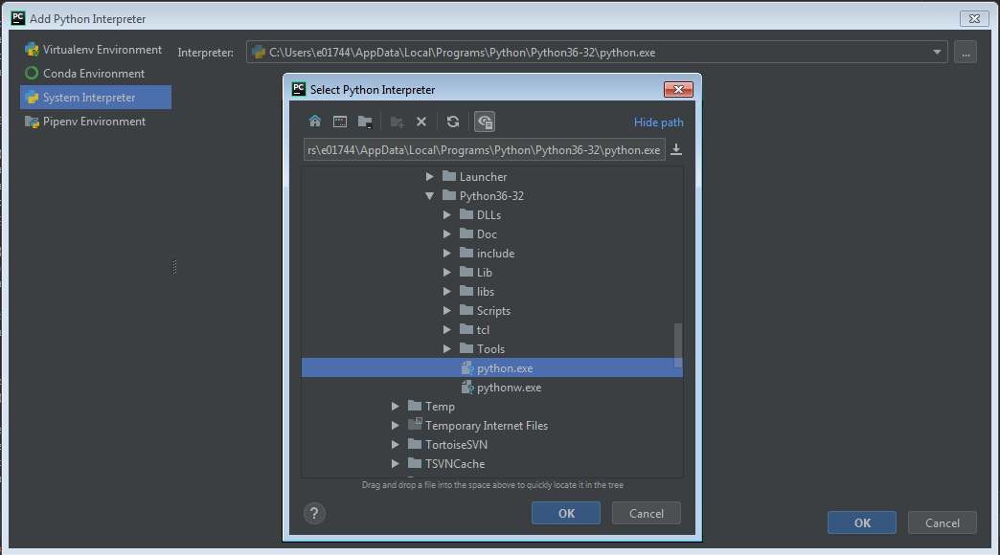 PC Add Python Interpreter
Virtualenv Environment
Conda Environment
System Interpreter
Pipenv Environment
Interpreter: C:\Users\e01744\AppData\Local\Programs\Python\Python36-32\python.exe ...
PC Select Python Interpreter
Hide path
rs\e01744\AppData\Local\Programs\Python\Python36-32\python.exe
Launcher
Python36-32
DLLs
Doc
include
Lib
libs
Scripts
tcl
Tools
python.exe
pythonw.exe
Temp
Temporary Internet Files
TortoiseSVN
TSVNCache
Drag and drop a file into the space above to quickly locate it in the tree
? OK Cancel
OK Cancel